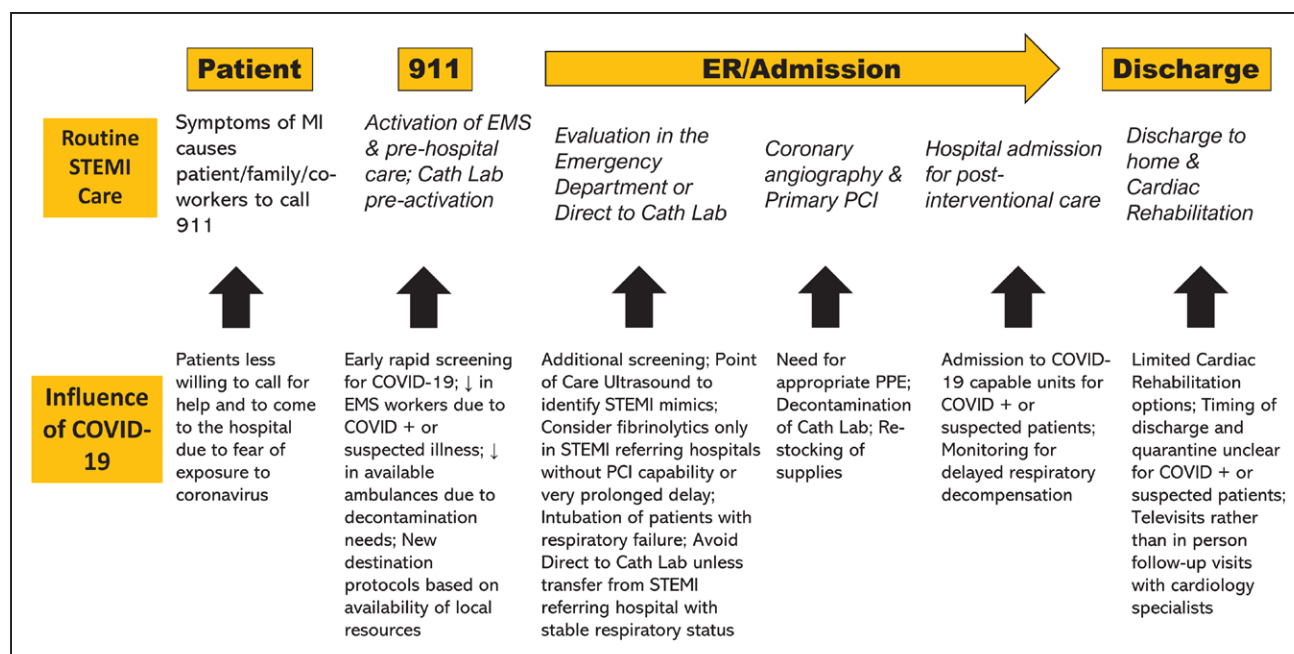 Patient
911
ER/Admission
Discharge
Routine
STEMI
Care
Symptoms of MI
causes
patient/family/co-
workers to call
911
Activation of EMS
& pre-hospital
care; Cath Lab
pre-activation
Evaluation in the
Emergency
Department or
Direct to Cath Lab
Coronary
angiography &
Primary PCI
Hospital admission
for post-
interventional care
Discharge to
home &
Cardiac
Rehabilitation
Influence
of COVID-
19
Patients less
willing to call for
help and to come
to the hospital
due to fear of
exposure to
coronavirus
Early rapid screening
for COVID-19; ↓ in
EMS workers due to
COVID + or
suspected illness; ↓
in available
ambulances due to
decontamination
needs; New
destination
protocols based on
availability of local
resources
Additional screening; Point
of Care Ultrasound to
identify STEMI mimics;
Consider fibrinolytics only
in STEMI referring hospitals
without PCI capability or
very prolonged delay;
Intubation of patients with
respiratory failure; Avoid
Direct to Cath Lab unless
transfer from STEMI
referring hospital with
stable respiratory status
Need for
appropriate PPE;
Decontamination
of Cath Lab; Re-
stocking of
supplies
Admission to COVID-
19 capable units for
COVID + or
suspected patients;
Monitoring for
delayed respiratory
decompensation
Limited Cardiac
Rehabilitation
options; Timing of
discharge and
quarantine unclear
for COVID + or
suspected patients;
Televisits rather
than in person
follow-up visits
with cardiology
specialists